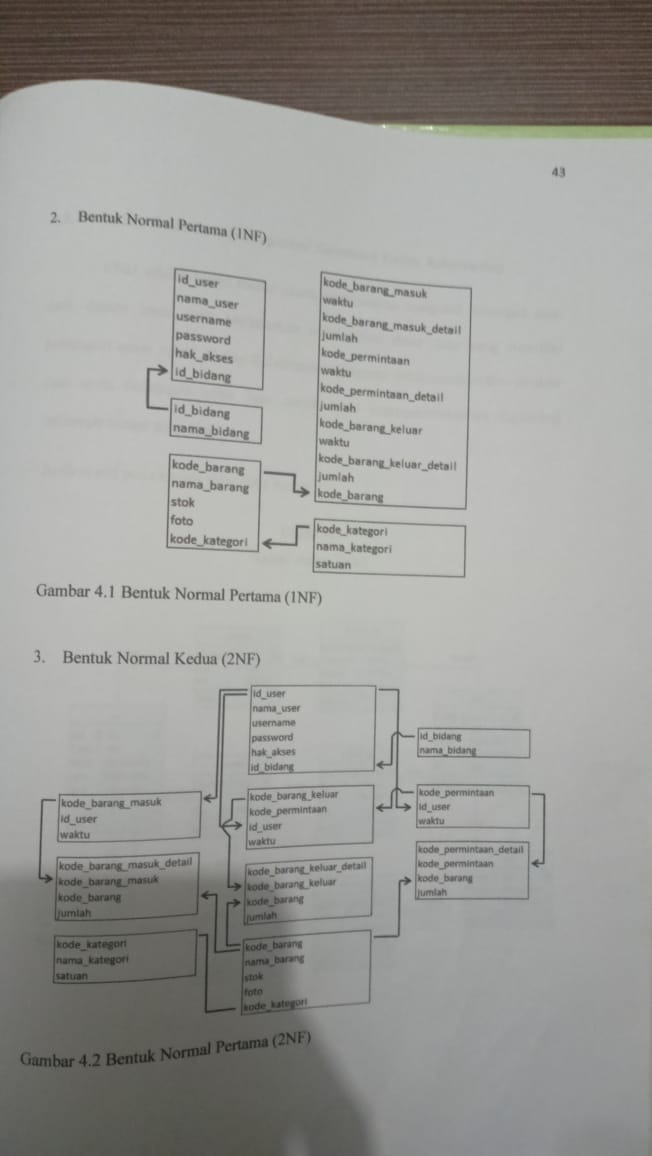 43
2. Bentuk Normal Pertama (1NF)
id_user
nama_user
username
password
hak_akses
id_bidang
id_bidang
nama_bidang
kode_barang
nama_barang
stok
foto
kode_kategori
kode_barang_masuk
waktu
kode_barang_masuk_detail
jumlah
kode_permintaan
waktu
kode_permintaan_detail
jumlah
kode_barang_keluar
waktu
kode_barang_keluar_detail
jumlah
kode_barang
kode_kategori
nama_kategori
satuan
Gambar 4.1 Bentuk Normal Pertama (1NF)
3. Bentuk Normal Kedua (2NF)
id_user
nama_user
username
password
hak_akses
id_bidang
id_bidang
nama_bidang
kode_barang_masuk
id_user
waktu
kode_barang_keluar
kode_permintaan
id_user
waktu
kode_permintaan
id_user
waktu
kode_barang_masuk_detail
kode_barang_masuk
kode_barang
jumlah
kode_barang_keluar_detail
kode_barang_keluar
kode_barang
jumlah
kode_permintaan_detail
kode_permintaan
kode_barang
jumlah
kode_kategori
nama_kategori
satuan
kode_barang
nama_barang
stok
foto
kode_kategori
Gambar 4.2 Bentuk Normal Pertama (2NF)